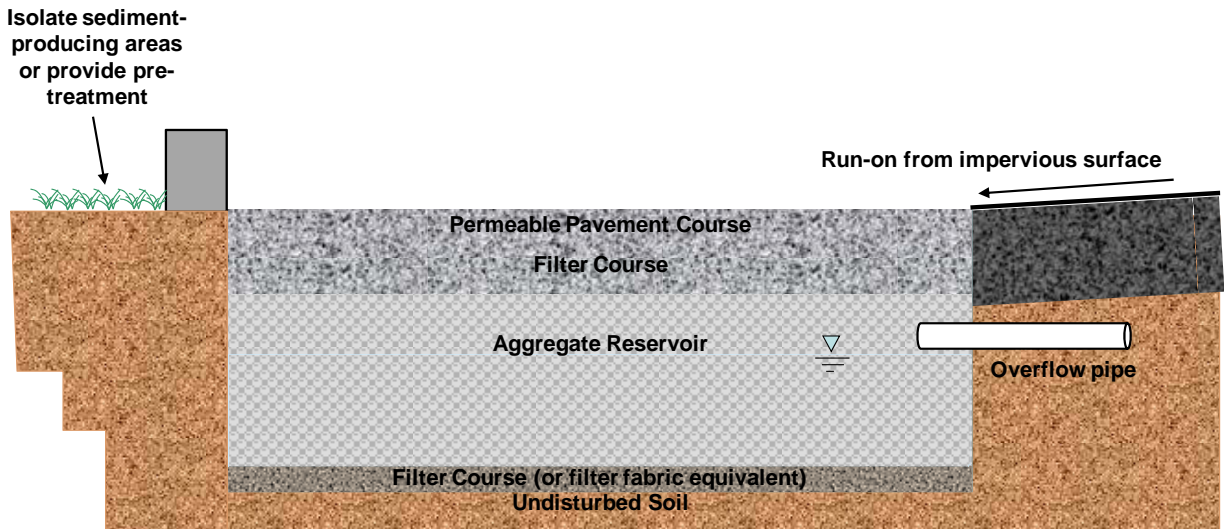 Isolate sediment-
producing areas
or provide pre-
treatment
Run-on from impervious surface
Permeable Pavement Course
Filter Course
Aggregate Reservoir
Overflow pipe
Filter Course (or filter fabric equivalent)
Undisturbed Soil